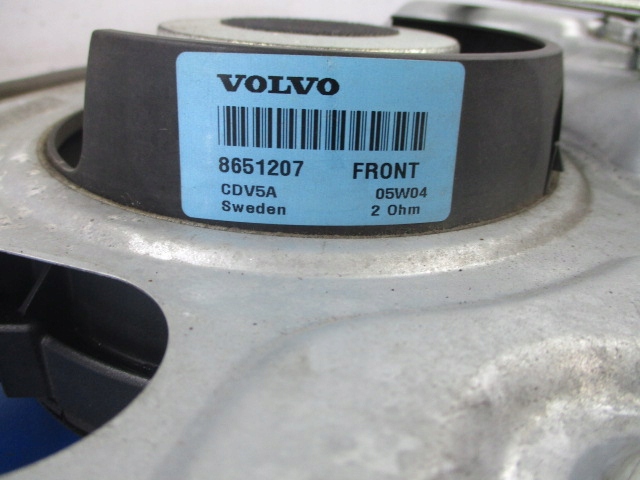 VOLVO
8651207 FRONT
CDV5A 05W04
Sweden 2 Ohm